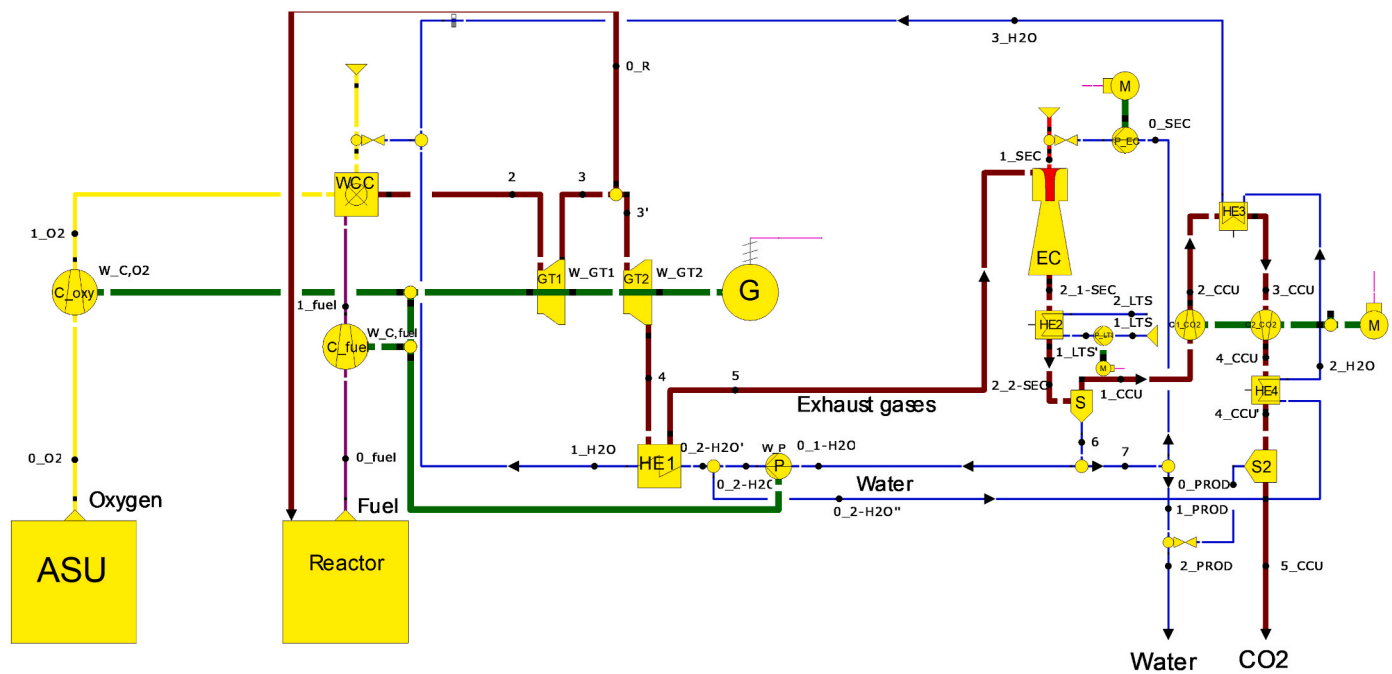 3_H2O
0_R
M
0_SEC
P_EC
1_SEC
WCC
2
3
3'
HE3
1_O2
W_C,O2
C_oxy
1_fuel
W_C,fuel
C_fuel
GT1
W_GT1
GT2
W_GT2
G
EC
2_1-SEC
2_LTS
1_LTS
HE2
1_LTS'
M
2_2-SEC
2_CCU
3_CCU
C1_CO2
C2_CO2
M
4_CCU
2_H2O
HE4
4_CCU'
4
5
Exhaust gases
S
1_CCU
0_O2
0_fuel
1_H2O
HE1
0_2-H2O'
W_P
P
0_1-H2O
6
7
Water
S2
0_PROD
0_2-H2O''
1_PROD
Oxygen
Fuel
ASU
Reactor
2_PROD
5_CCU
Water
CO2